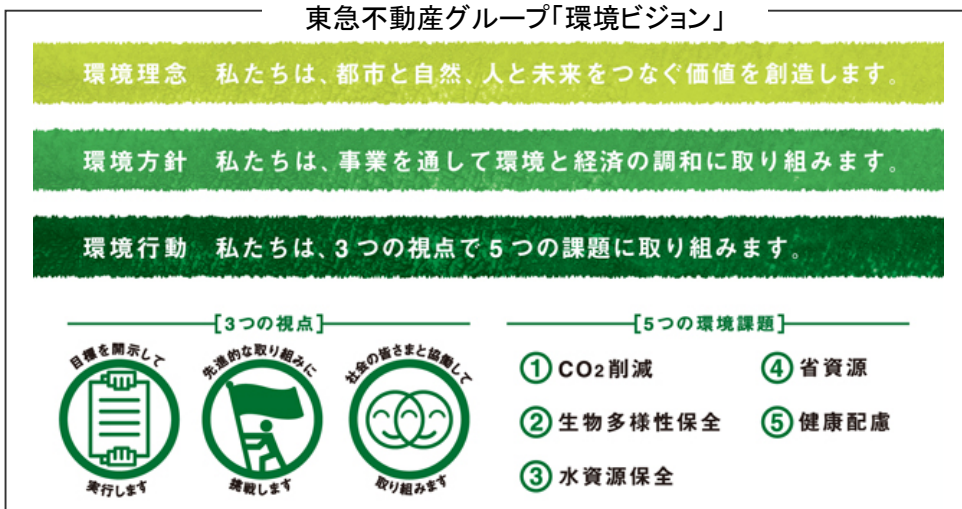 東急不動産グループ「環境ビジョン」
環境理念　私たちは、都市と自然、人と未来をつなぐ価値を創造します。
環境方針　私たちは、事業を通して環境と経済の調和に取り組みます。
環境行動　私たちは、3つの視点で5つの課題に取り組みます。
[3つの視点]
目標を開示して
実行します
先進的な取り組みに
挑戦します
社会の皆さまと協働して
取り組みます
[5つの環境課題]
①CO2削減
②生物多様性保全
③水資源保全
④省資源
⑤健康配慮